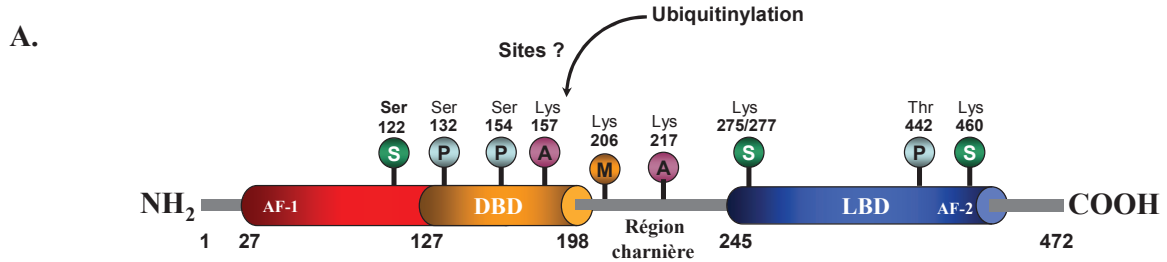 A.
Ubiquitinylation
Sites ?
Ser
122
Ser
132
Ser
154
Lys
157
Lys
206
Lys
217
Lys
275/277
Thr
442
Lys
460
S
P
P
A
M
A
S
P
S
NH2
AF-1
DBD
LBD
AF-2
COOH
1
27
127
198
Région
charnière
245
472